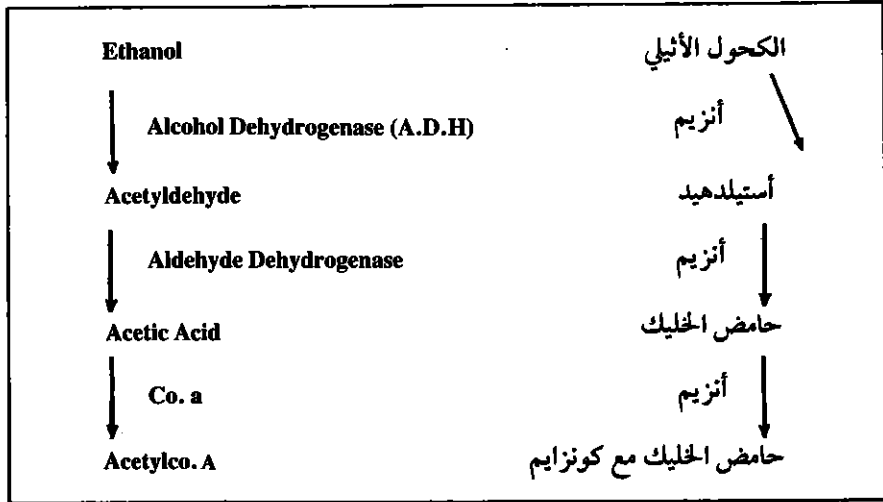 Ethanol
الكحول الأثيلي
Alcohol Dehydrogenase (A.D.H)
أنزيم
Acetyldehyde
أستيلدهيد
Aldehyde Dehydrogenase
أنزيم
Acetic Acid
حامض الخليك
Co. a
أنزيم
Acetylco. A
حامض الخليك مع كونزايم